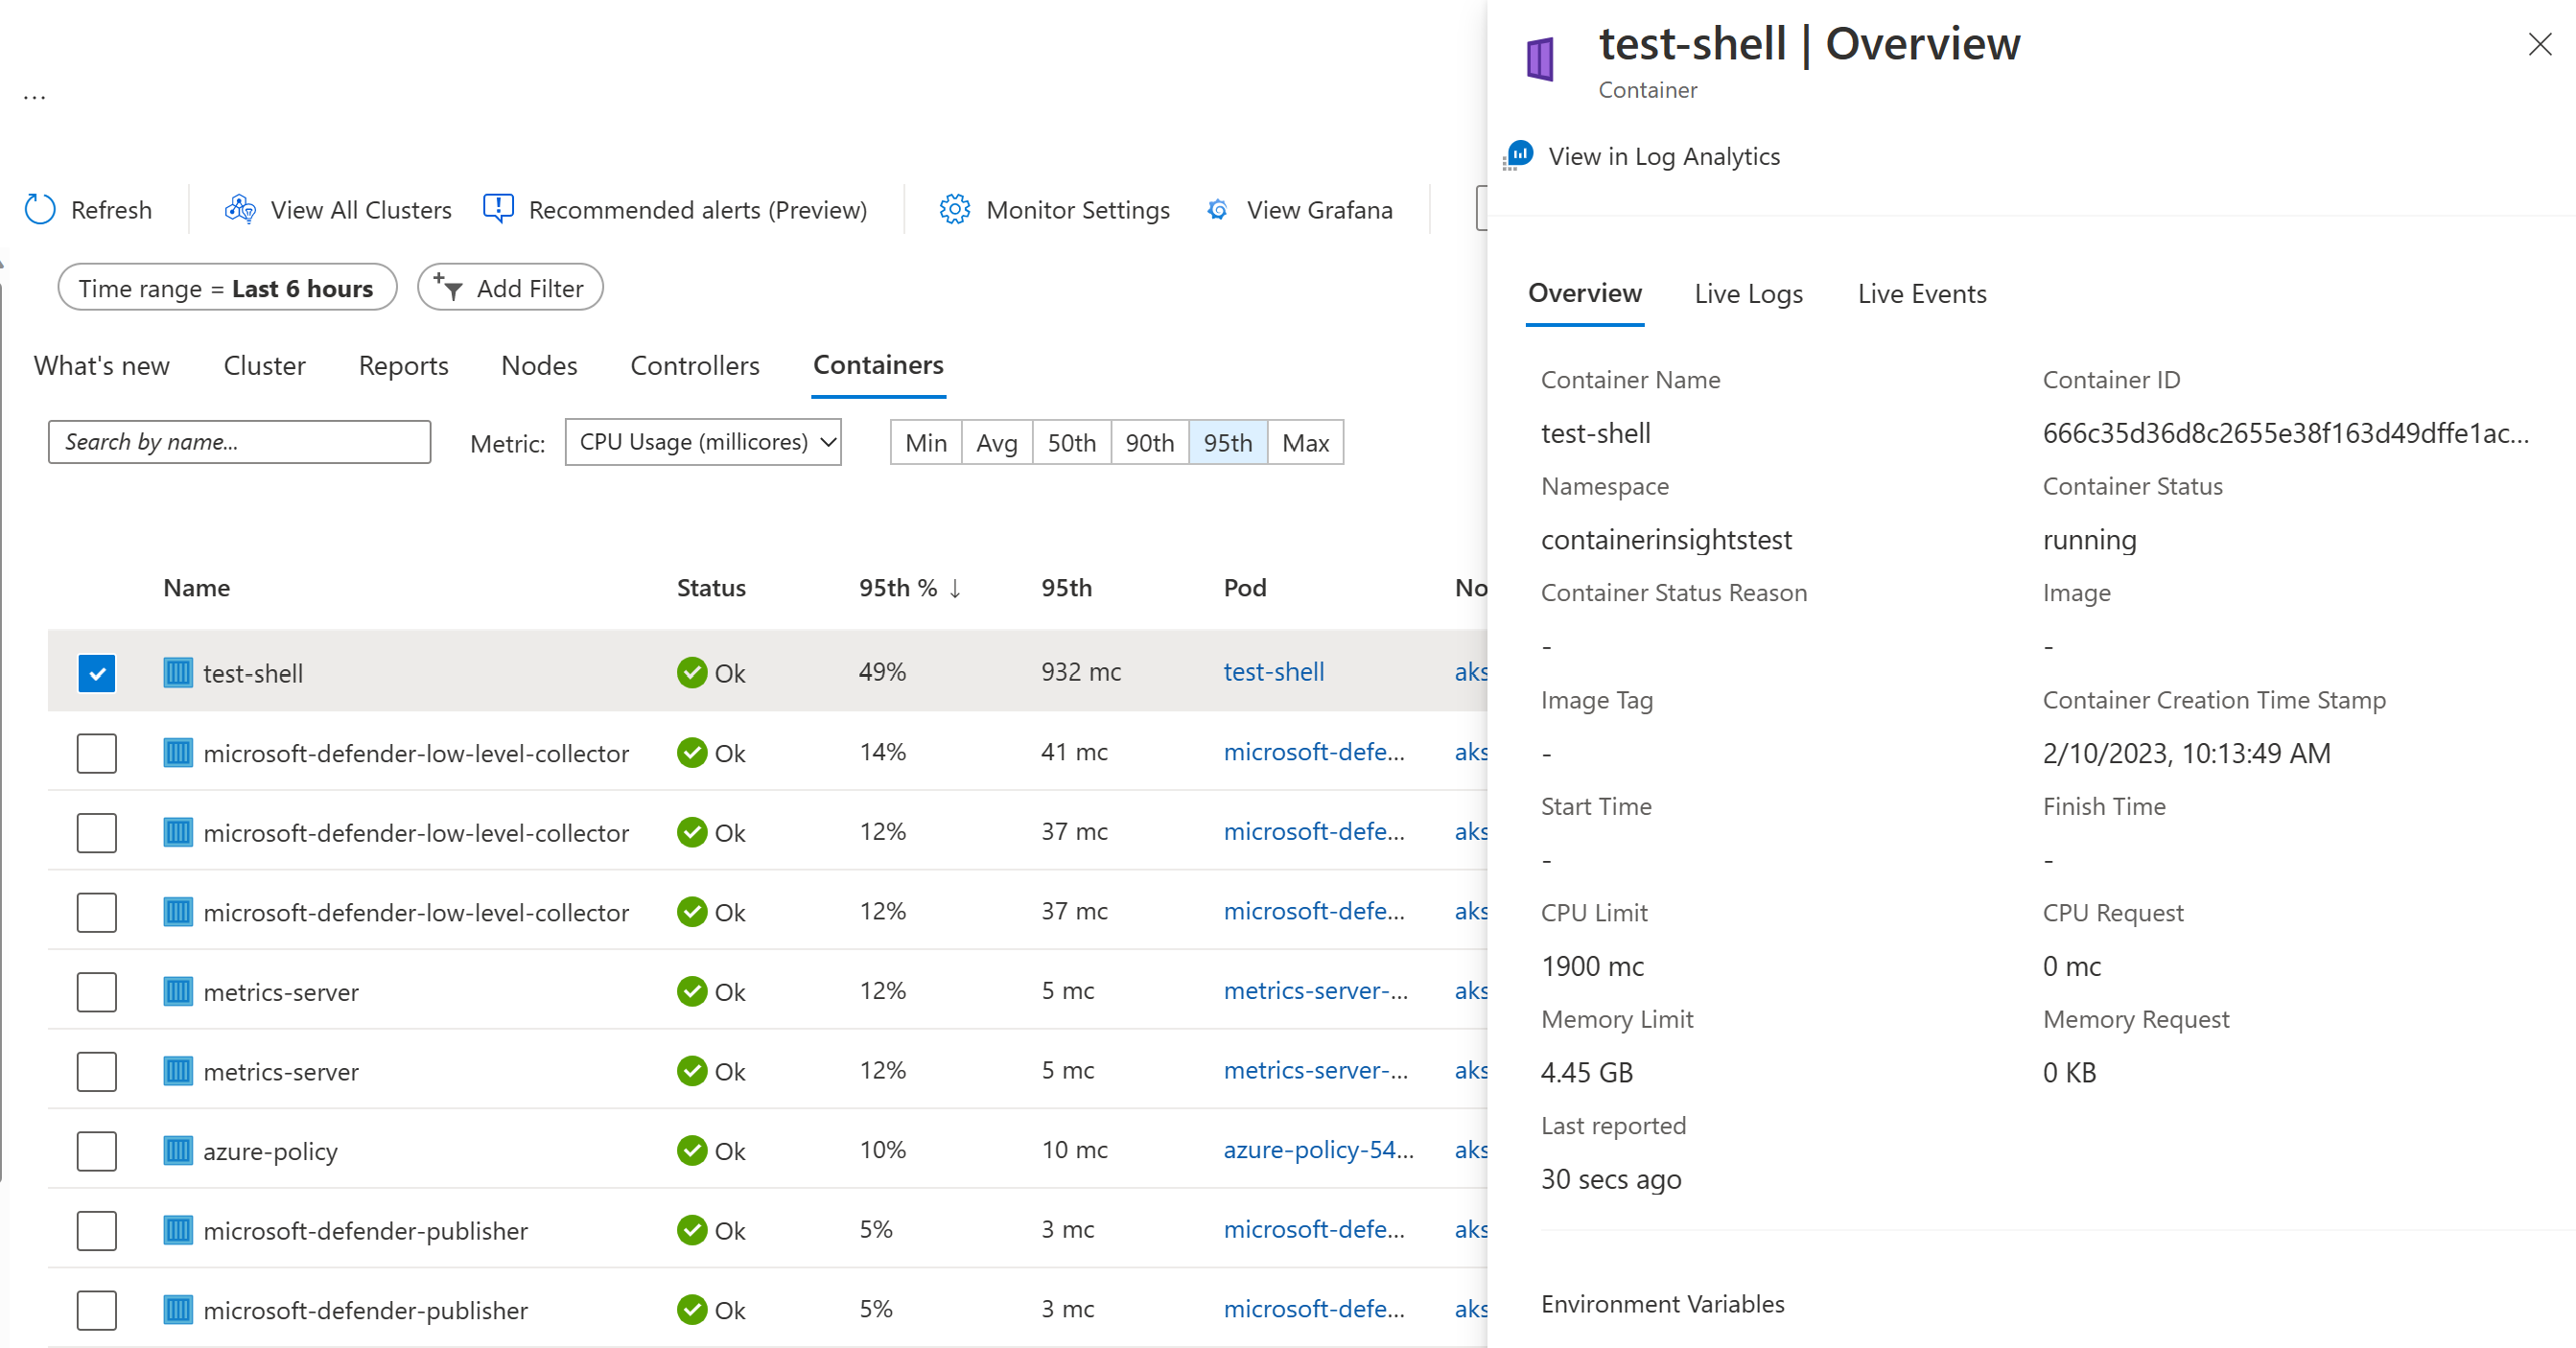 ...
Refresh View All Clusters Recommended alerts (Preview) Monitor Settings View Grafana
Time range = Last 6 hours Add Filter
What's new Cluster Reports Nodes Controllers Containers
Search by name... Metric: CPU Usage (millicores) Min Avg 50th 90th 95th Max
Name Status 95th % ↓ 95th Pod No
test-shell Ok 49% 932 mc test-shell aks
microsoft-defender-low-level-collector Ok 14% 41 mc microsoft-defe... aks
microsoft-defender-low-level-collector Ok 12% 37 mc microsoft-defe... aks
microsoft-defender-low-level-collector Ok 12% 37 mc microsoft-defe... aks
metrics-server Ok 12% 5 mc metrics-server-... aks
metrics-server Ok 12% 5 mc metrics-server-... aks
azure-policy Ok 10% 10 mc azure-policy-54... aks
microsoft-defender-publisher Ok 5% 3 mc microsoft-defe... aks
microsoft-defender-publisher Ok 5% 3 mc microsoft-defe... aks
test-shell | Overview
Container
View in Log Analytics
Overview Live Logs Live Events
Container Name Container ID
test-shell 666c35d36d8c2655e38f163d49dffe1ac...
Namespace Container Status
containerinsightstest running
Container Status Reason Image
- -
Image Tag Container Creation Time Stamp
- 2/10/2023, 10:13:49 AM
Start Time Finish Time
- -
CPU Limit CPU Request
1900 mc 0 mc
Memory Limit Memory Request
4.45 GB 0 KB
Last reported
30 secs ago
Environment Variables